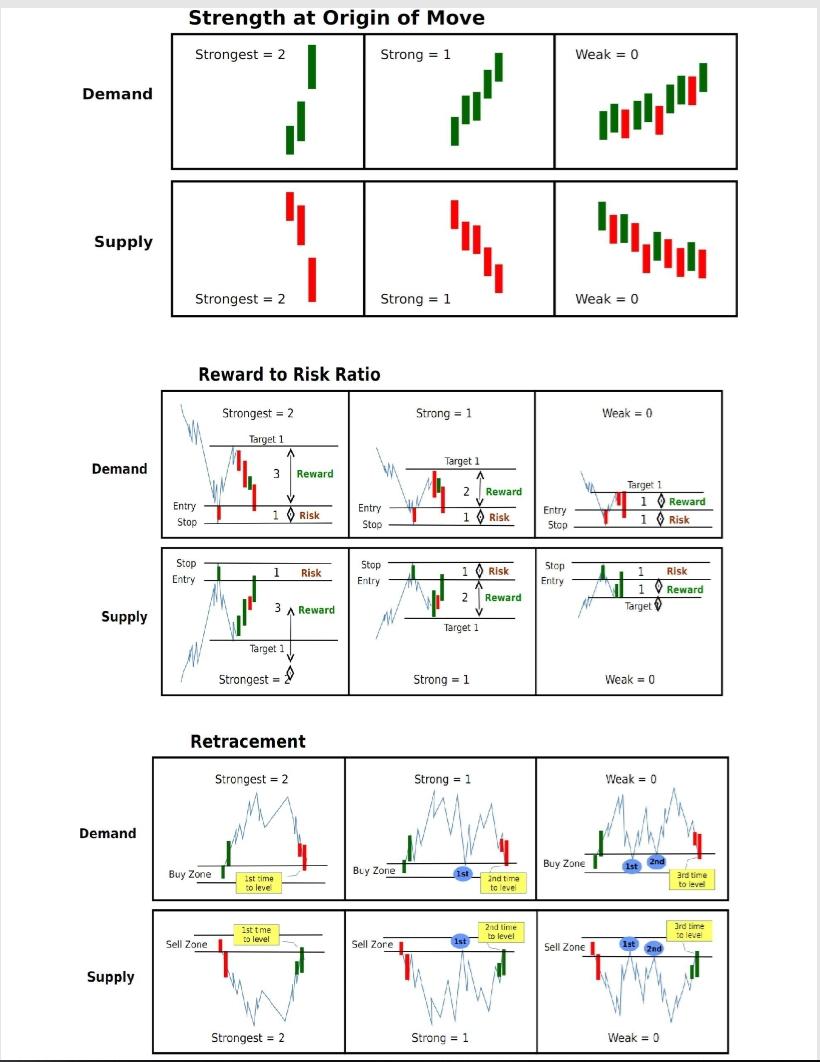 Strength at Origin of Move
Strongest = 2
Strong = 1
Weak = 0
Demand
Supply
Strongest = 2
Strong = 1
Weak = 0
Reward to Risk Ratio
Strongest = 2
Strong = 1
Weak = 0
Demand
Target 1
3
Reward
Entry
1
Risk
Stop
Target 1
2
Reward
Entry
1
Risk
Stop
Target 1
1
Reward
Entry
1
Risk
Stop
Supply
Stop
1
Risk
Entry
3
Reward
Target 1
Strongest = 2
Stop
1
Risk
Entry
2
Reward
Target 1
Strong = 1
Stop
1
Risk
Entry
1
Reward
Target
Weak = 0
Retracement
Strongest = 2
Strong = 1
Weak = 0
Demand
Buy Zone
1st time
to level
Buy Zone
1st
2nd time
to level
Buy Zone
1st
2nd
3rd time
to level
Supply
Sell Zone
1st time
to level
Strongest = 2
Sell Zone
1st
2nd time
to level
Strong = 1
Sell Zone
1st
2nd
3rd time
to level
Weak = 0